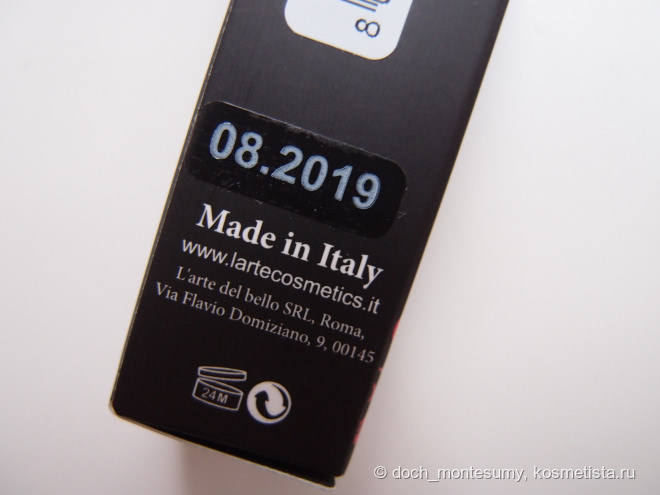 8
08.2019
Made in Italy
www.lartecosmetics.it
L'arte del bello SRL, Roma,
Via Flavio Domiziano, 9, 00145
24M
© doch_montesumy, kosmetista.ru